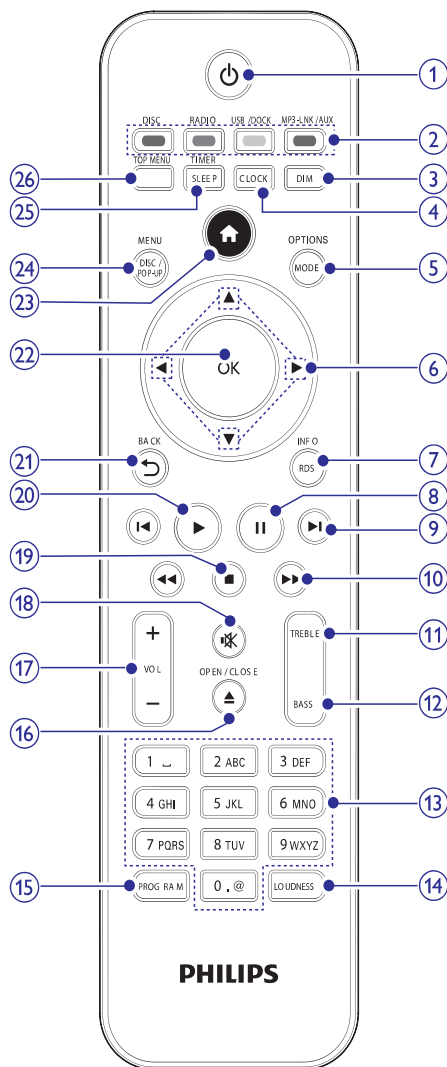 1
DISC RADIO USB /DOCK MP3-LNK /AUX
2
TOP MENU TIMER
26 SLEEP CLOCK DIM 3
25 4
MENU OPTIONS
24 DISC / POP-UP MODE 5
23
22 OK 6
BACK INFO
21 RDS 7
20 8
9
19 10
18
+ TREBLE 11
17 VOL
OPEN/CLOSE
− BASS 12
16
1 ␣ 2 ABC 3 DEF
4 GHI 5 JKL 6 MNO 13
7 PQRS 8 TUV 9 WXYZ
15 PROGRAM 0 . @ LOUDNESS 14
PHILIPS